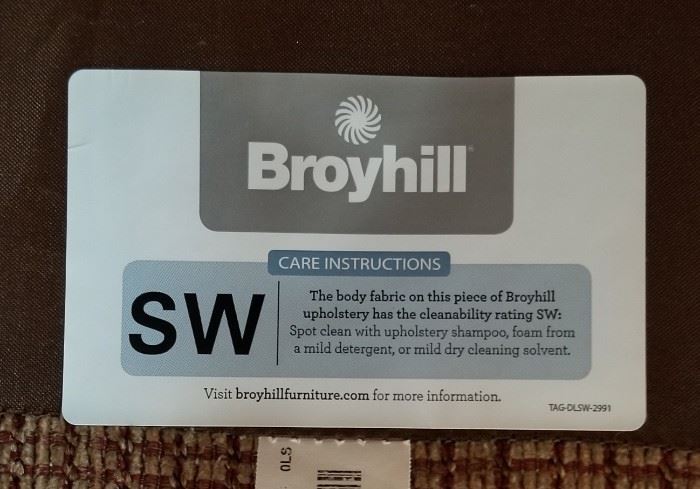 Broyhill
CARE INSTRUCTIONS
SW
The body fabric on this piece of Broyhill
upholstery has the cleanability rating SW:
Spot clean with upholstery shampoo, foam from
a mild detergent, or mild dry cleaning solvent.
Visit broyhillfurniture.com for more information.
TAG-DLSW-2991
OLS